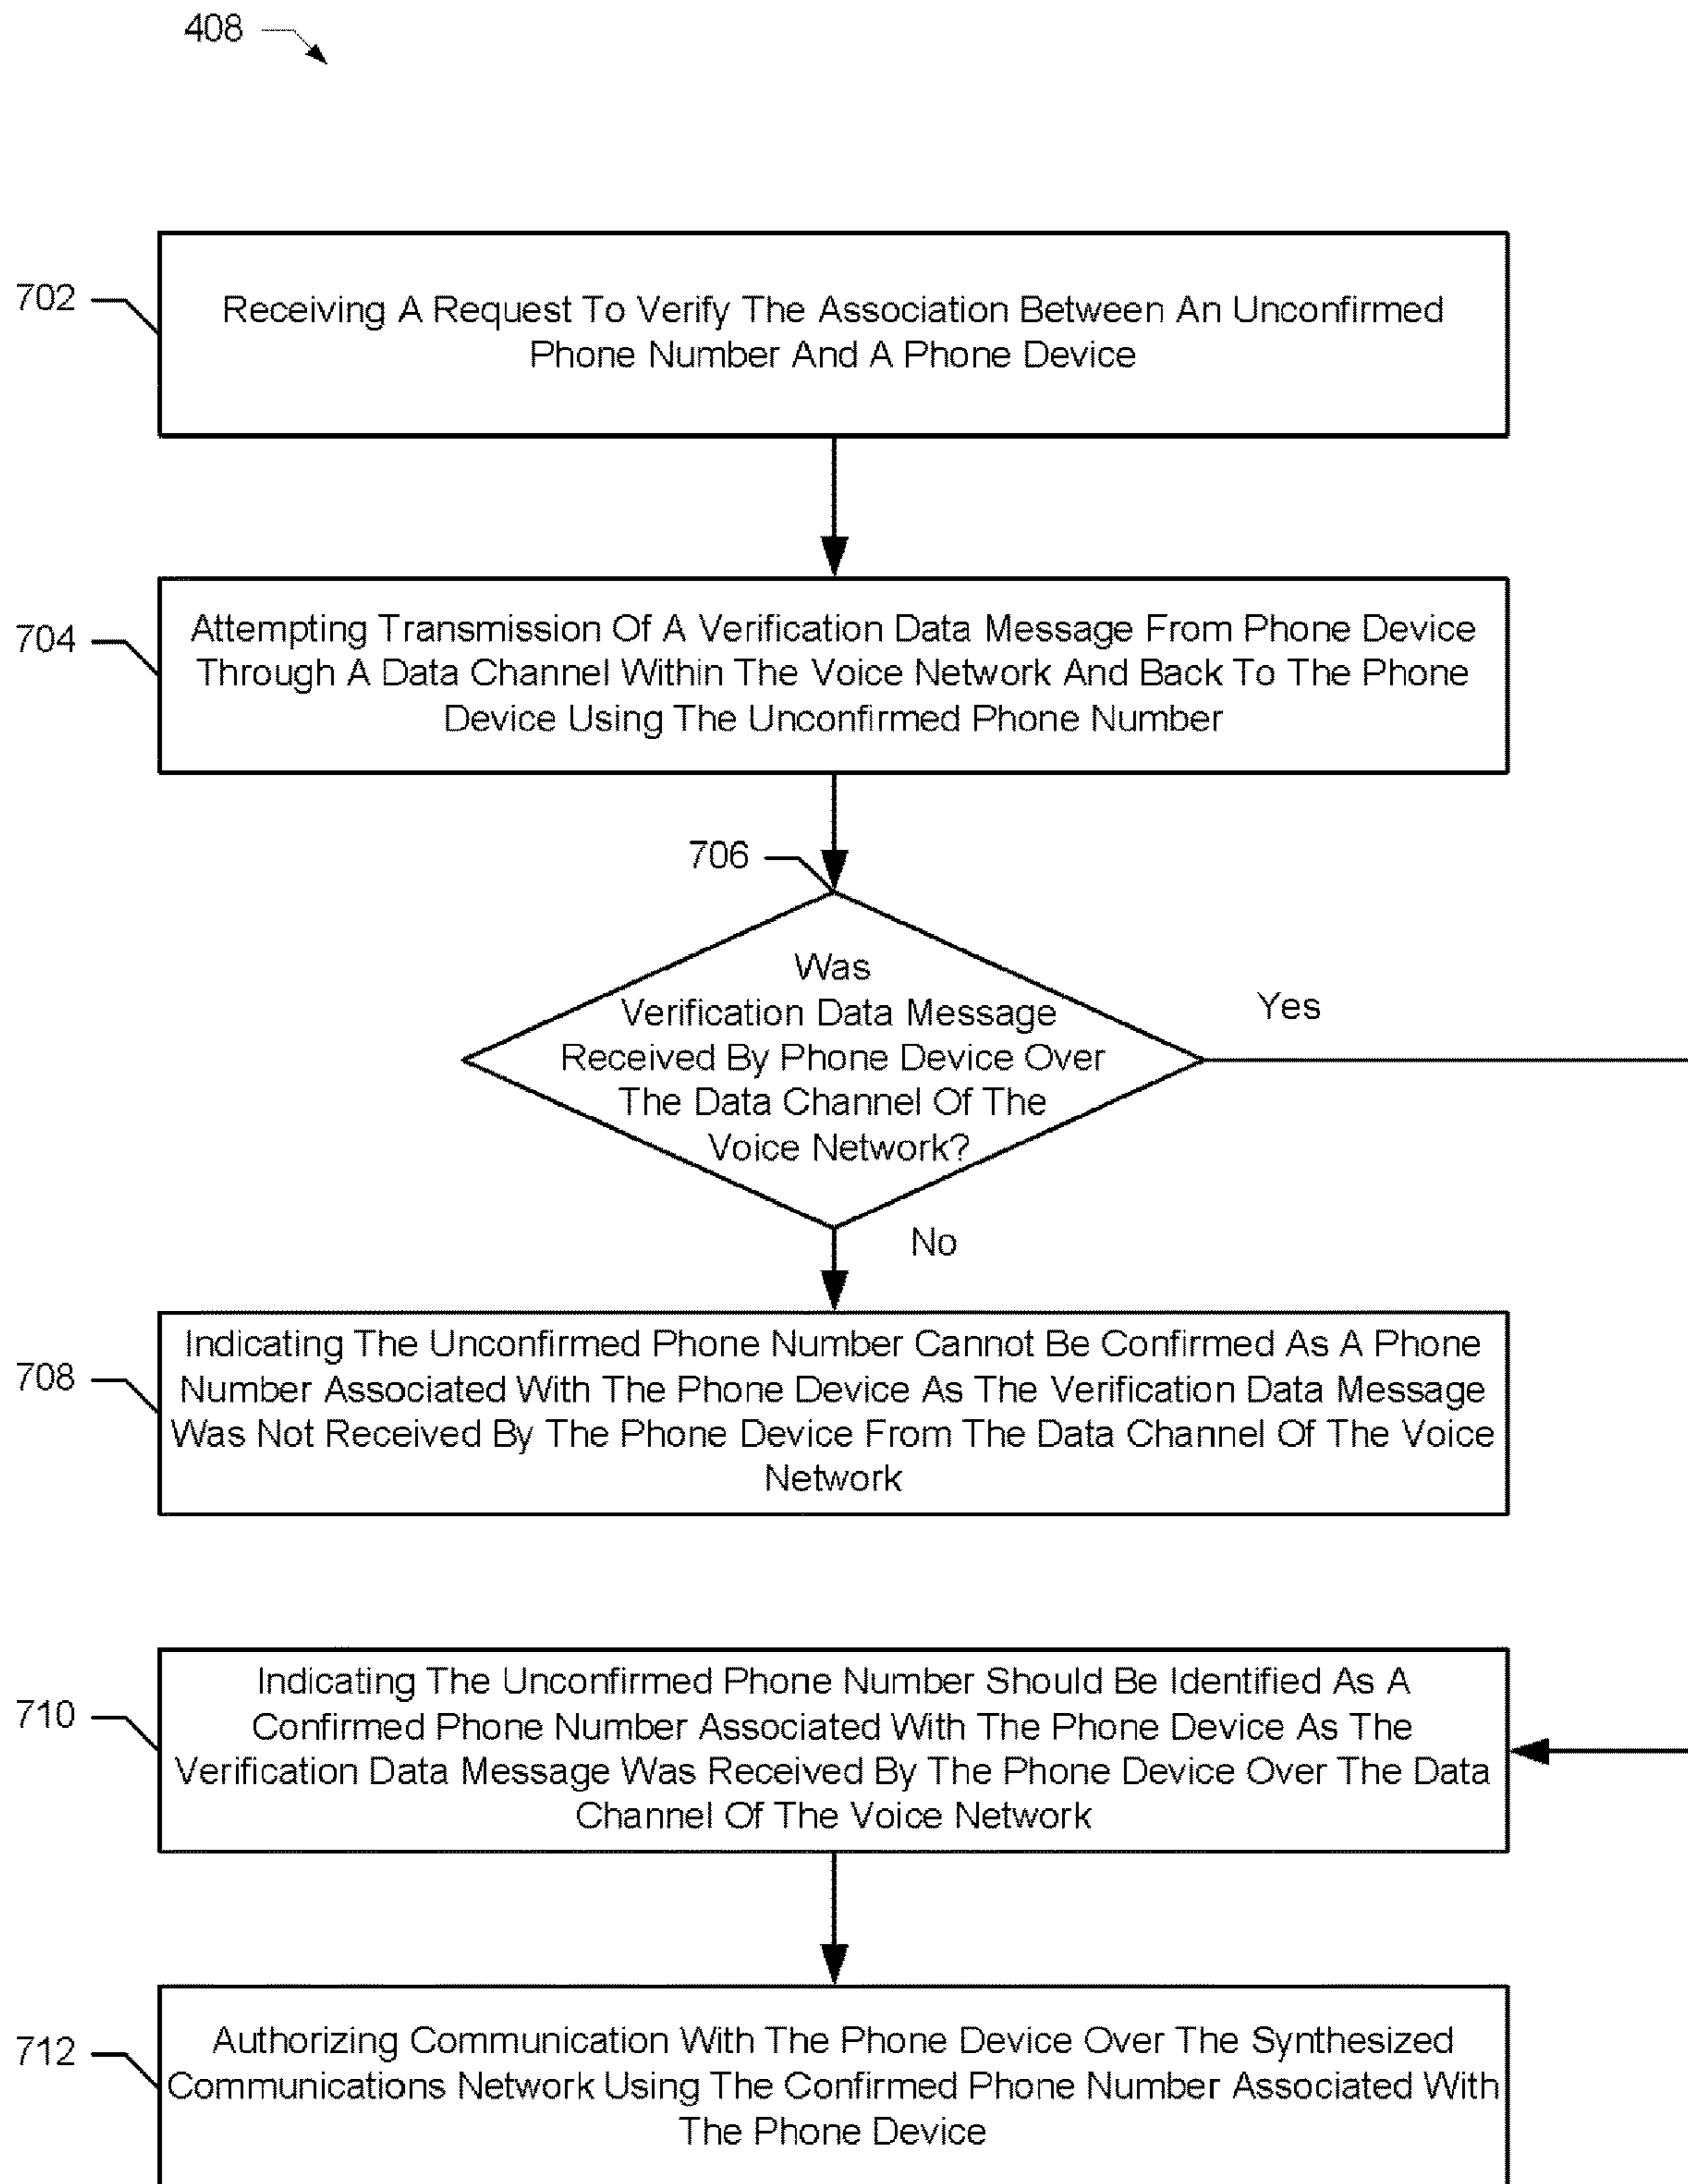 408
702
Receiving A Request To Verify The Association Between An Unconfirmed
Phone Number And A Phone Device
704
Attempting Transmission Of A Verification Data Message From Phone Device
Through A Data Channel Within The Voice Network And Back To The Phone
Device Using The Unconfirmed Phone Number
706
Was
Verification Data Message
Received By Phone Device Over
The Data Channel Of The
Voice Network?
Yes
No
708
Indicating The Unconfirmed Phone Number Cannot Be Confirmed As A Phone
Number Associated With The Phone Device As The Verification Data Message
Was Not Received By The Phone Device From The Data Channel Of The Voice
Network
710
Indicating The Unconfirmed Phone Number Should Be Identified As A
Confirmed Phone Number Associated With The Phone Device As The
Verification Data Message Was Received By The Phone Device Over The Data
Channel Of The Voice Network
712
Authorizing Communication With The Phone Device Over The Synthesized
Communications Network Using The Confirmed Phone Number Associated With
The Phone Device